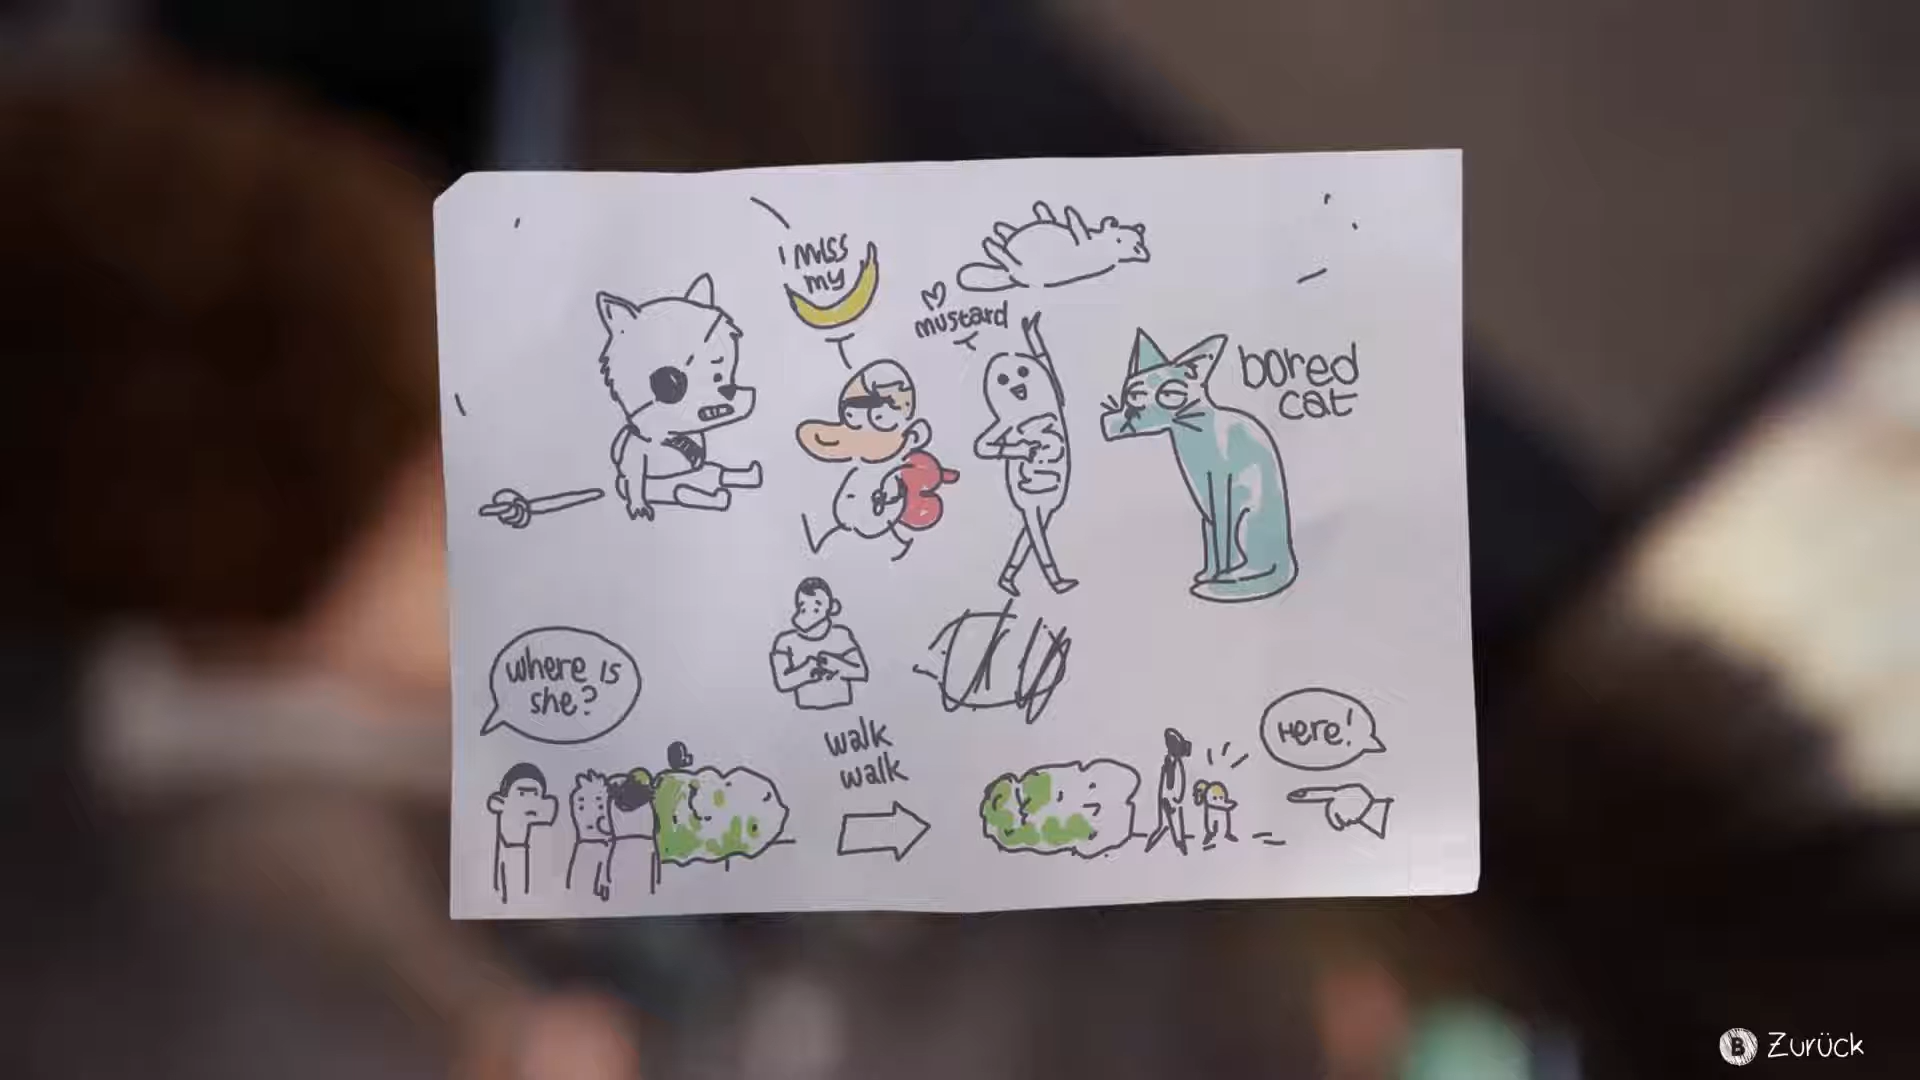 I MISS
my
mustard
bored
cat
where is
she?
walk
walk
Here!
B Zurück